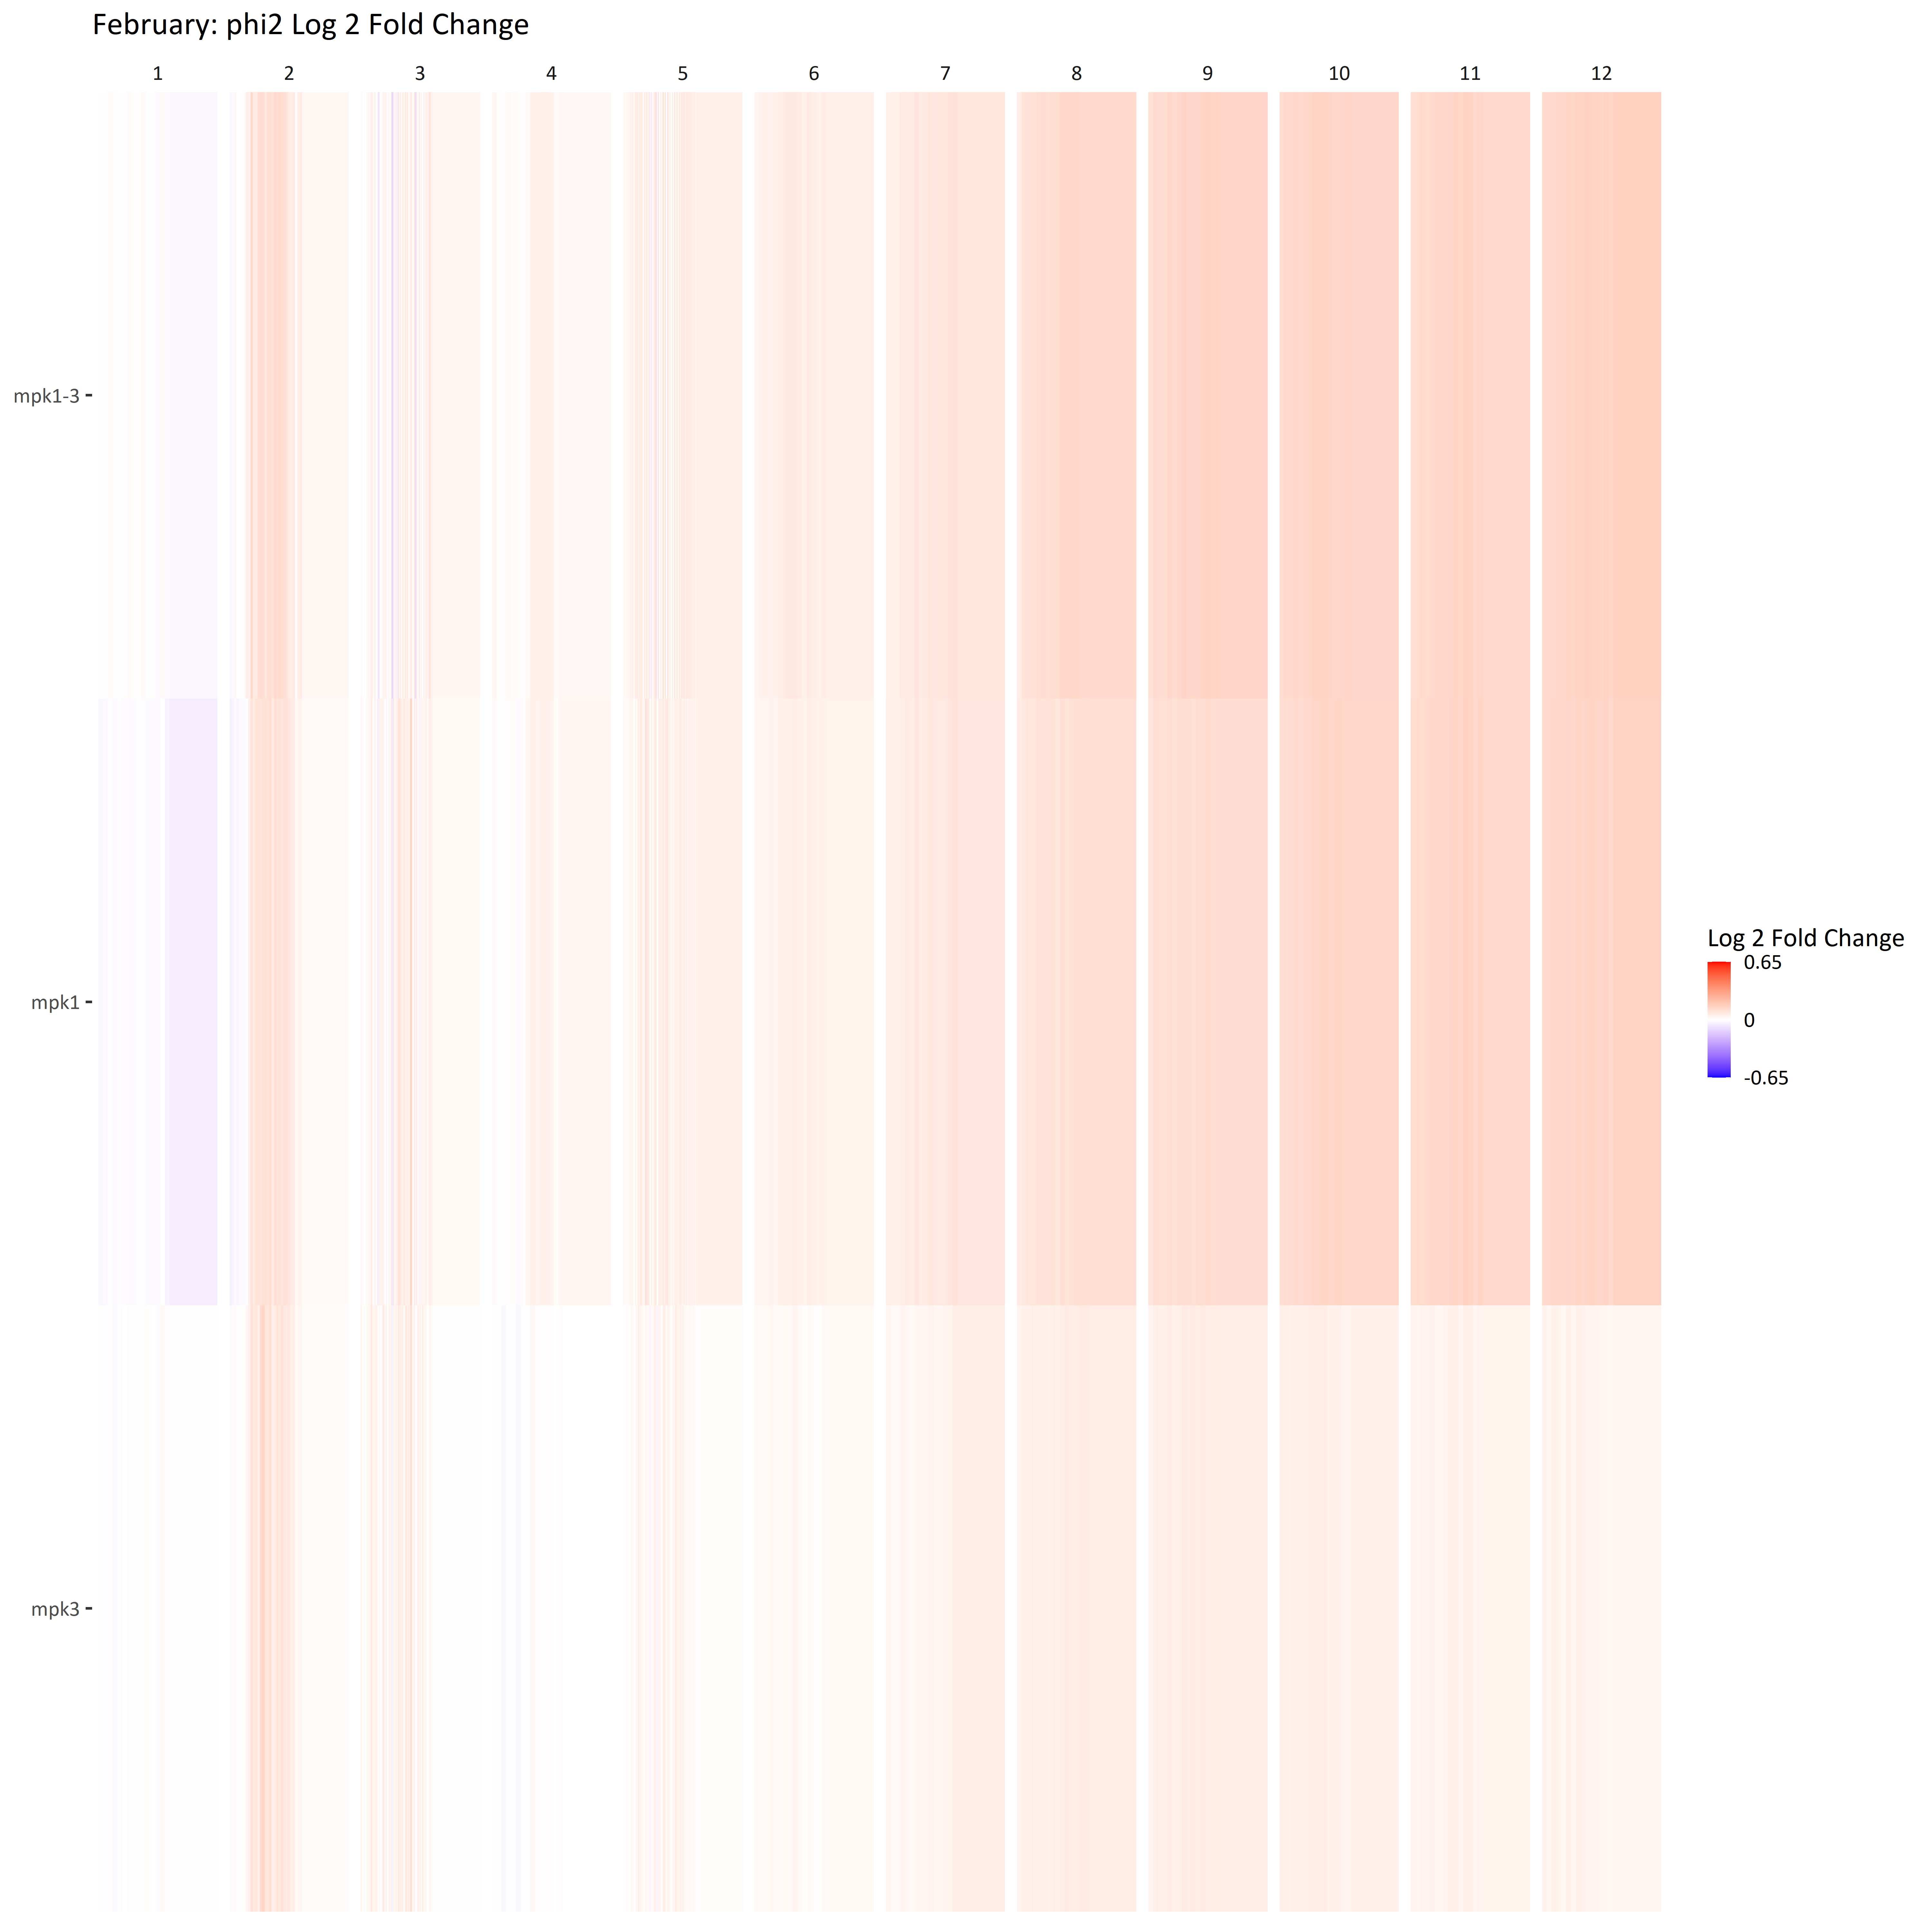 February: phi2 Log 2 Fold Change
1 2 3 4 5 6 7 8 9 10 11 12
mpk1-3
mpk1
mpk3
Log 2 Fold Change
0.65
0
-0.65